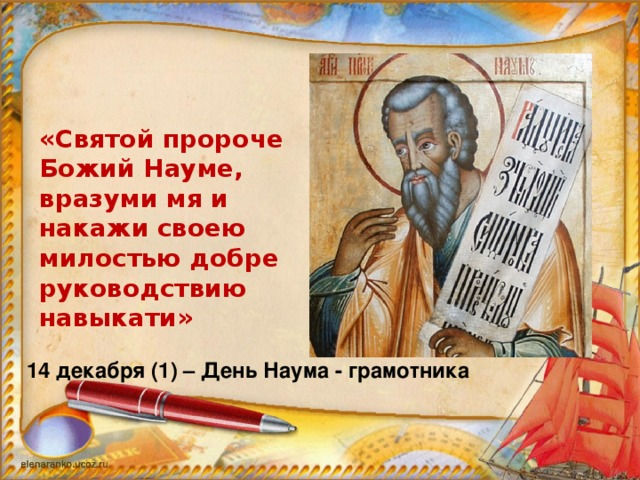 «Святой пророче
Божий Науме,
вразуми мя и
накажи своею
милостью добре
руководствию
навыкати»
14 декабря (1) – День Наума - грамотника
elenaranko.ucoz.ru